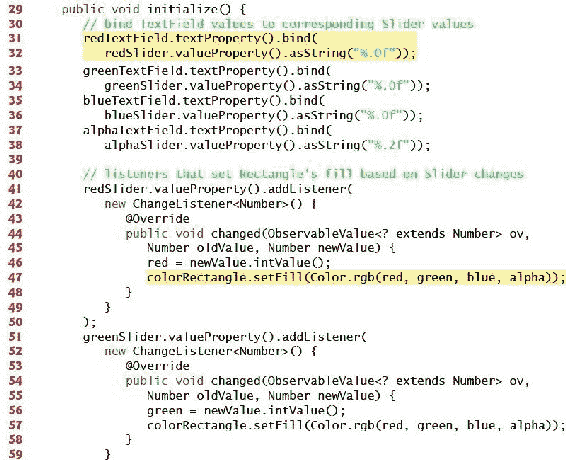 29 public void initialize() {
30 // bind TextField values to corresponding Slider values
31 redTextField.textProperty().bind(
32 redSlider.valueProperty().asString("%.0f"));
33 greenTextField.textProperty().bind(
34 greenSlider.valueProperty().asString("%.0f"));
35 blueTextField.textProperty().bind(
36 blueSlider.valueProperty().asString("%.0f"));
37 alphaTextField.textProperty().bind(
38 alphaSlider.valueProperty().asString("%.2f"));
39
40 // listeners that set Rectangle's fill based on Slider changes
41 redSlider.valueProperty().addListener(
42 new ChangeListener<Number>() {
43 @Override
44 public void changed(ObservableValue<? extends Number> ov,
45 Number oldValue, Number newValue) {
46 red = newValue.intValue();
47 colorRectangle.setFill(Color.rgb(red, green, blue, alpha));
48 }
49 }
50 );
51 greenSlider.valueProperty().addListener(
52 new ChangeListener<Number>() {
53 @Override
54 public void changed(ObservableValue<? extends Number> ov,
55 Number oldValue, Number newValue) {
56 green = newValue.intValue();
57 colorRectangle.setFill(Color.rgb(red, green, blue, alpha));
58 }
59 }